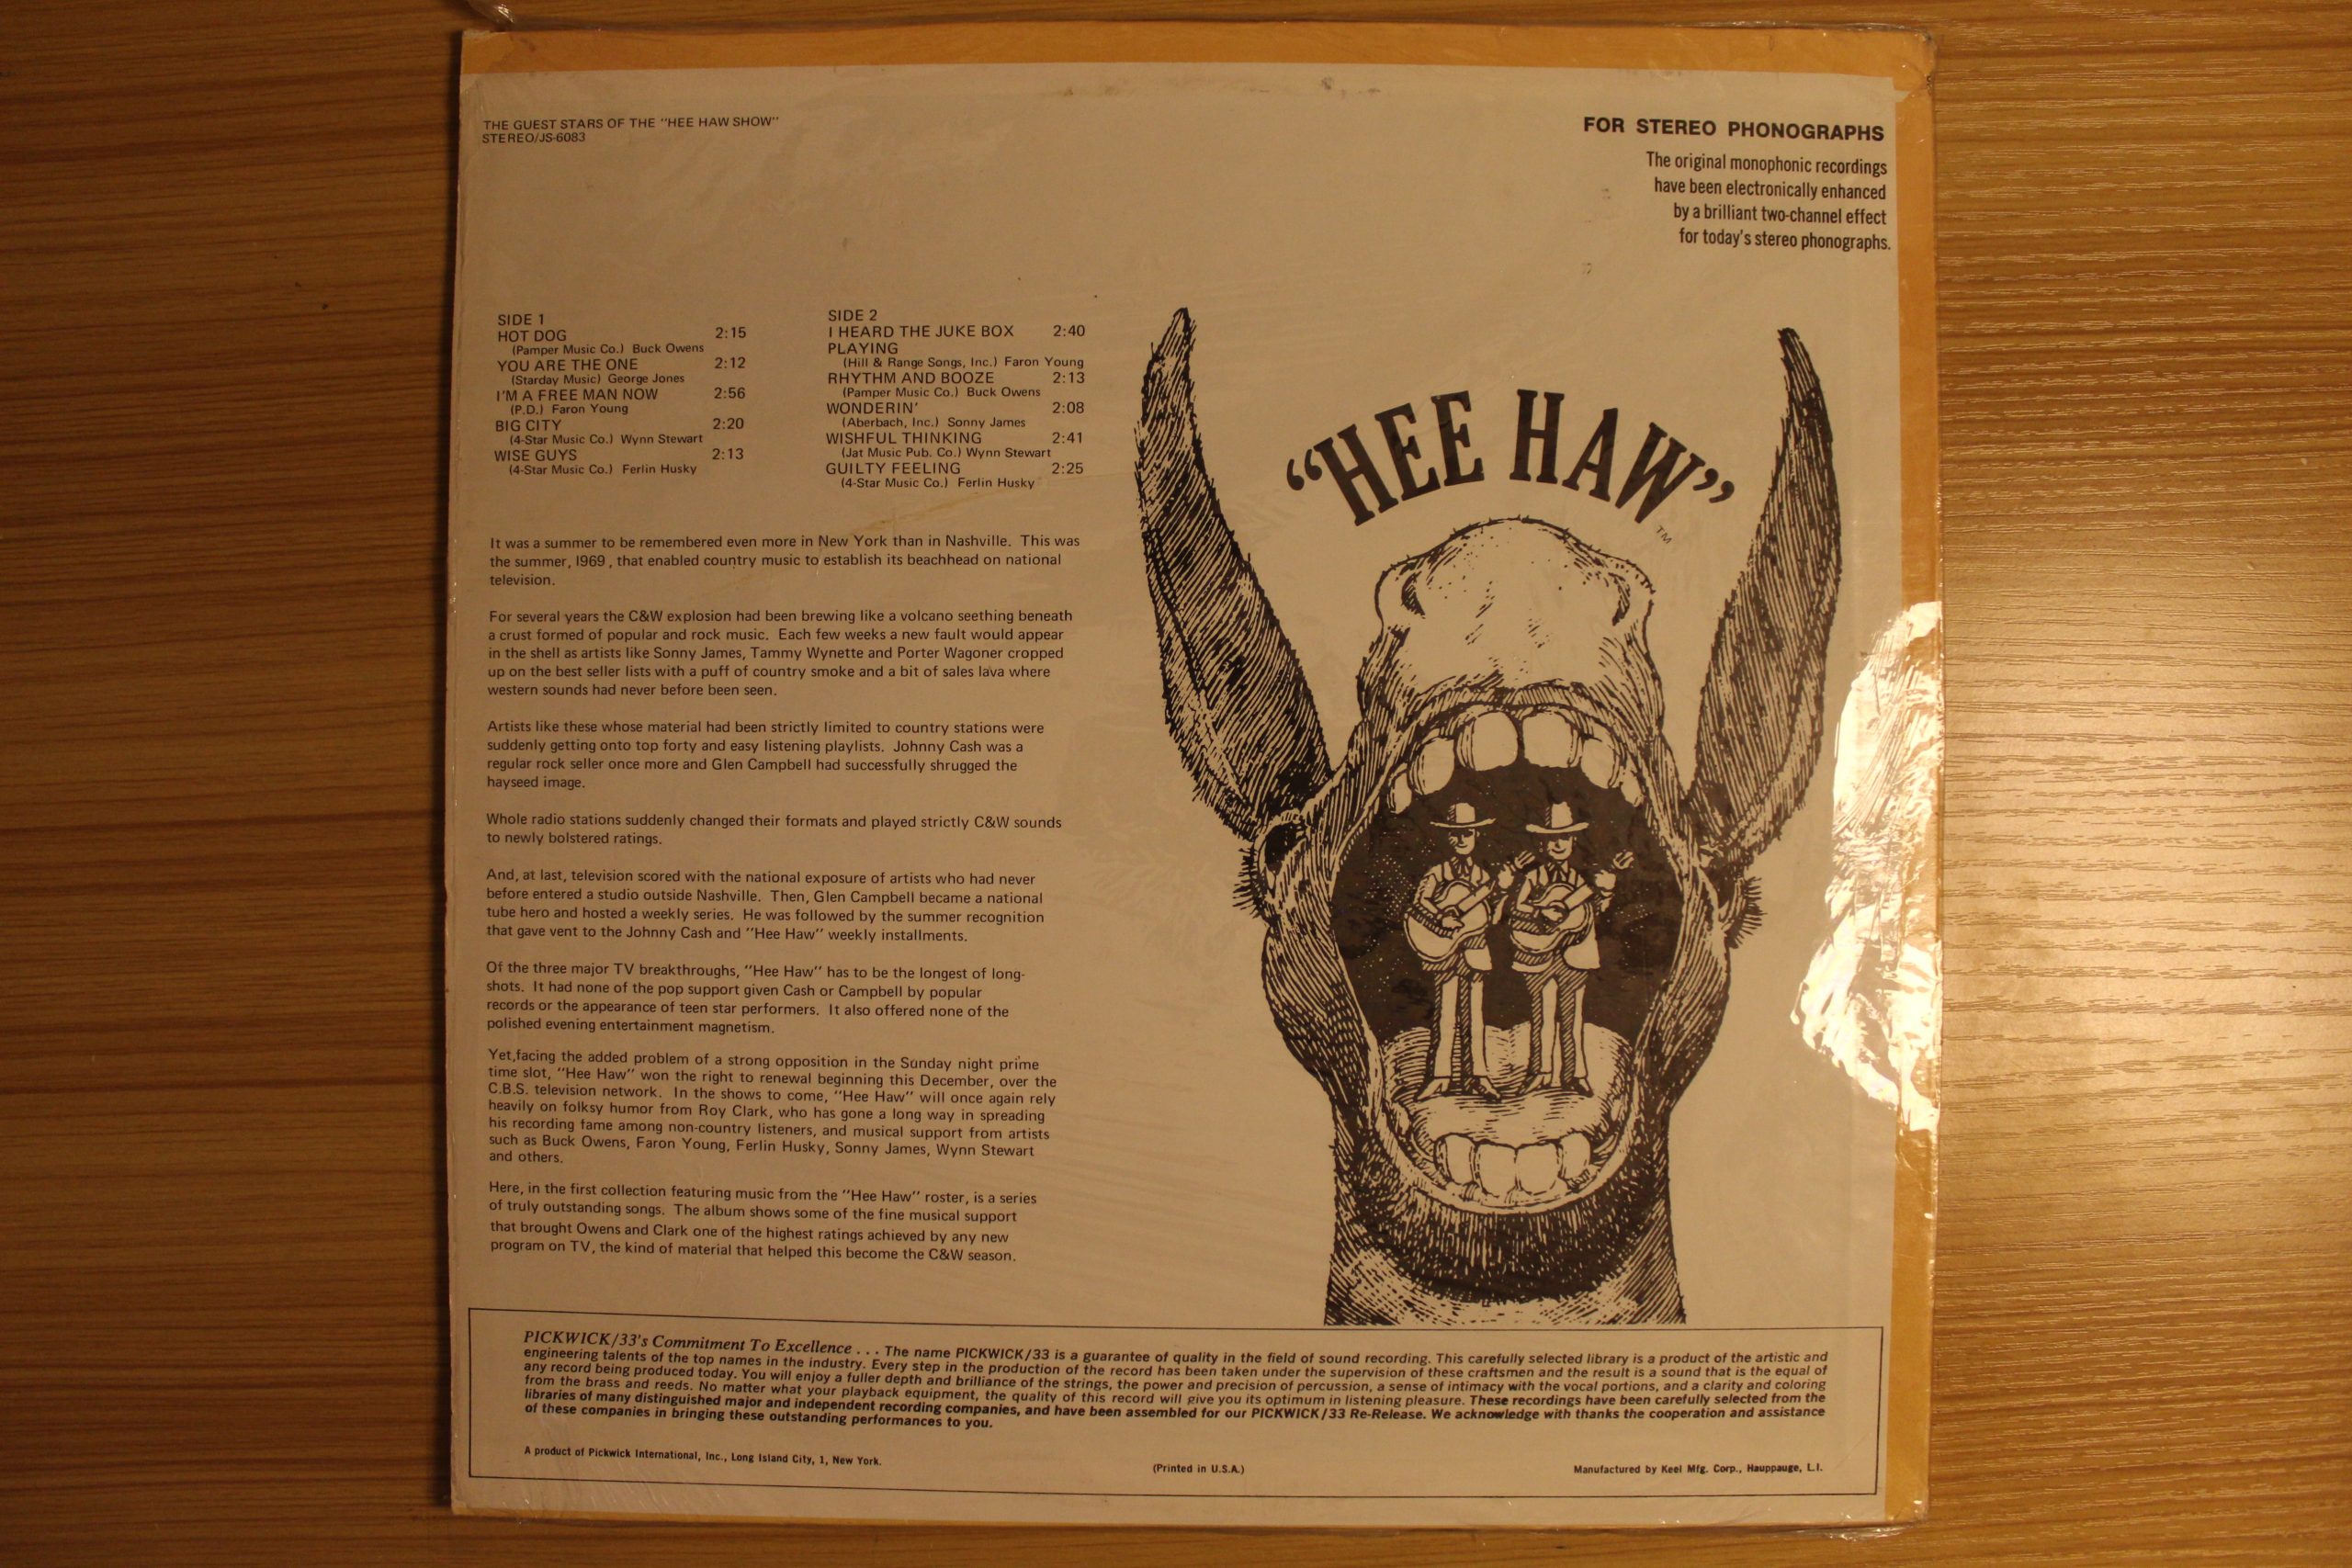 THE GUEST STARS OF THE "HEE HAW SHOW"
STEREO/JS-6083
FOR STEREO PHONOGRAPHS
The original monophonic recordings
have been electronically enhanced
by a brilliant two-channel effect
for today's stereo phonographs.
SIDE 1
HOT DOG 2:15
(Pamper Music Co.) Buck Owens
YOU ARE THE ONE 2:12
(Starday Music) George Jones
I'M A FREE MAN NOW 2:56
(P.D.) Faron Young
BIG CITY 2:20
(4-Star Music Co.) Wynn Stewart
WISE GUYS 2:13
(4-Star Music Co.) Ferlin Husky
SIDE 2
I HEARD THE JUKE BOX 2:40
PLAYING
(Hill & Range Songs, Inc.) Faron Young
RHYTHM AND BOOZE 2:13
(Pamper Music Co.) Buck Owens
WONDERIN' 2:08
(Aberbach, Inc.) Sonny James
WISHFUL THINKING 2:41
(Jat Music Pub. Co.) Wynn Stewart
GUILTY FEELING 2:25
(4-Star Music Co.) Ferlin Husky
"HEE HAW"
TM
It was a summer to be remembered even more in New York than in Nashville. This was
the summer, 1969, that enabled country music to establish its beachhead on national
television.
For several years the C&W explosion had been brewing like a volcano seething beneath
a crust formed of popular and rock music. Each few weeks a new fault would appear
in the shell as artists like Sonny James, Tammy Wynette and Porter Wagoner cropped
up on the best seller lists with a puff of country smoke and a bit of sales lava where
western sounds had never before been seen.
Artists like these whose material had been strictly limited to country stations were
suddenly getting onto top forty and easy listening playlists. Johnny Cash was a
regular rock seller once more and Glen Campbell had successfully shrugged the
hayseed image.
Whole radio stations suddenly changed their formats and played strictly C&W sounds
to newly bolstered ratings.
And, at last, television scored with the national exposure of artists who had never
before entered a studio outside Nashville. Then, Glen Campbell became a national
tube hero and hosted a weekly series. He was followed by the summer recognition
that gave vent to the Johnny Cash and "Hee Haw" weekly installments.
Of the three major TV breakthroughs, "Hee Haw" has to be the longest of long-
shots. It had none of the pop support given Cash or Campbell by popular
records or the appearance of teen star performers. It also offered none of the
polished evening entertainment magnetism.
Yet,facing the added problem of a strong opposition in the Sunday night prime
time slot, "Hee Haw" won the right to renewal beginning this December, over the
C.B.S. television network. In the shows to come, "Hee Haw" will once again rely
heavily on folksy humor from Roy Clark, who has gone a long way in spreading
his recording fame among non-country listeners, and musical support from artists
such as Buck Owens, Faron Young, Ferlin Husky, Sonny James, Wynn Stewart
and others.
Here, in the first collection featuring music from the "Hee Haw" roster, is a series
of truly outstanding songs. The album shows some of the fine musical support
that brought Owens and Clark one of the highest ratings achieved by any new
program on TV, the kind of material that helped this become the C&W season.
PICKWICK/33's Commitment To Excellence . . . The name PICKWICK/33 is a guarantee of quality in the field of sound recording. This carefully selected library is a product of the artistic and
engineering talents of the top names in the industry. Every step in the production of the record has been taken under the supervision of these craftsmen and the result is a sound that is the equal of
any record being produced today. You will enjoy a fuller depth and brilliance of the strings, the power and precision of percussion, a sense of intimacy with the vocal portions, and a clarity and coloring
from the brass and reeds. No matter what your playback equipment, the quality of this record will give you its optimum in listening pleasure. These recordings have been carefully selected from the
libraries of many distinguished major and independent recording companies, and have been assembled for our PICKWICK/33 Re-Release. We acknowledge with thanks the cooperation and assistance
of these companies in bringing these outstanding performances to you.
A product of Pickwick International, Inc., Long Island City, 1, New York.
(Printed in U.S.A.)
Manufactured by Keel Mfg. Corp., Hauppauge, L.I.